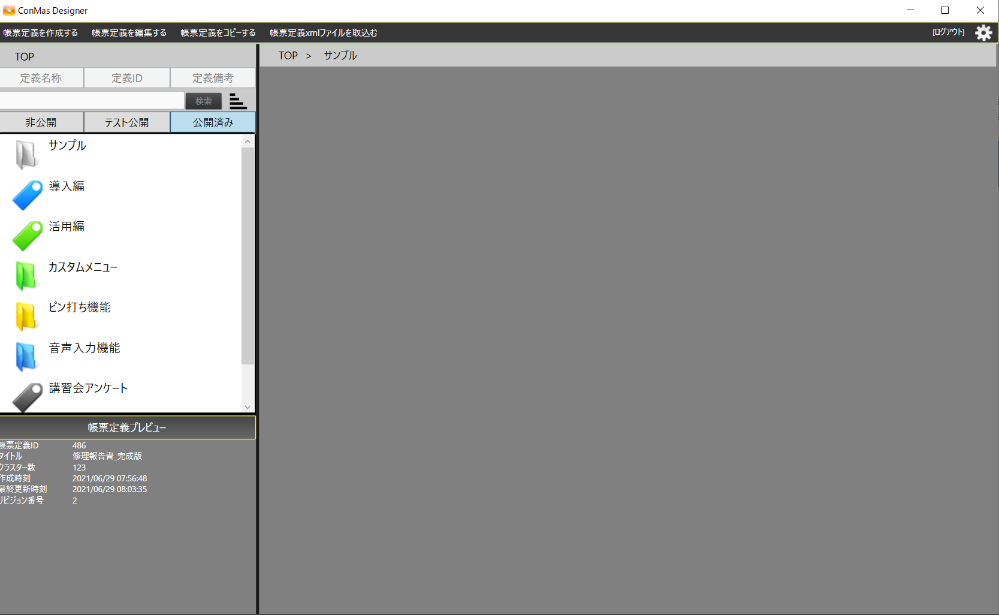 ConMas Designer
帳票定義を作成する 帳票定義を編集する 帳票定義をコピーする 帳票定義xmlファイルを取込む [ログアウト]
TOP
TOP > サンプル
定義名称 定義ID 定義備考
検索
非公開 テスト公開 公開済み
サンプル
導入編
活用編
カスタムメニュー
ピン打ち機能
音声入力機能
講習会アンケート
帳票定義プレビュー
帳票定義ID 486
タイトル 修理報告書_完成版
クラスター数 123
作成時刻 2021/06/29 07:56:48
最終更新時刻 2021/06/29 08:03:35
リビジョン番号 2